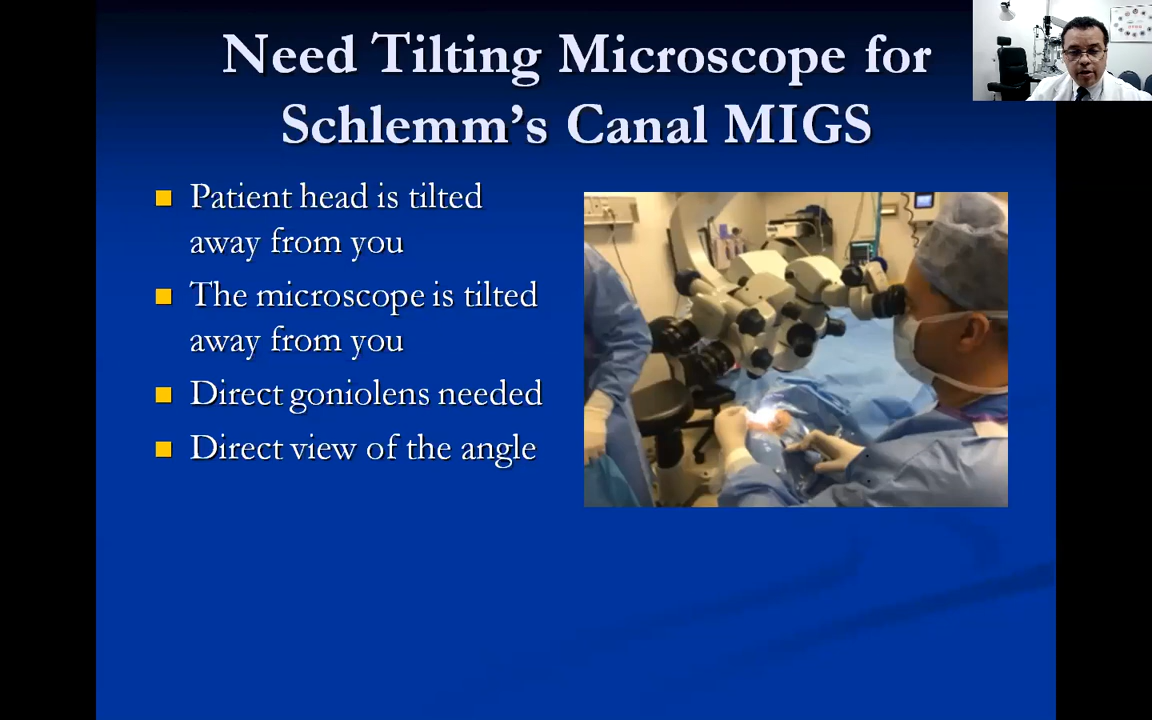 Need Tilting Microscope for
Schlemm's Canal MIGS
Patient head is tilted
away from you
The microscope is tilted
away from you
Direct goniolens needed
Direct view of the angle